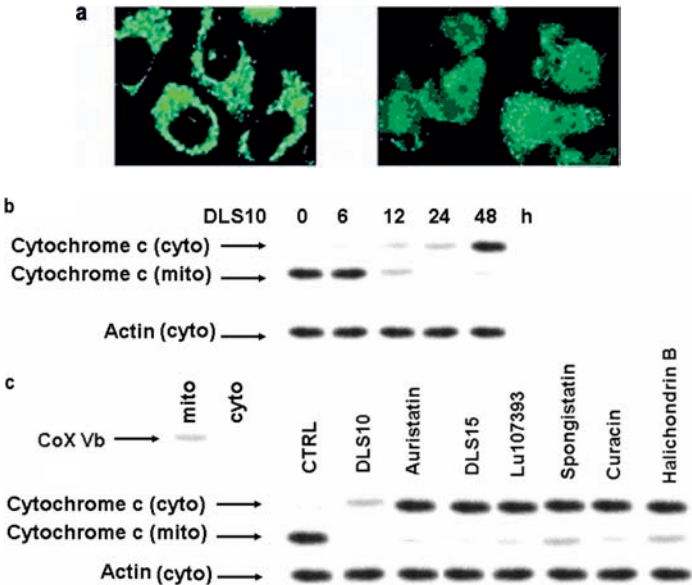 a
b
DLS10 0 6 12 24 48 h
Cytochrome c (cyto)
Cytochrome c (mito)
Actin (cyto)
c
mito cyto
CoX Vb
CTRL DLS10 Auristatin DLS15 Lu107393 Spongistatin Curacin Halichondrin B
Cytochrome c (cyto)
Cytochrome c (mito)
Actin (cyto)